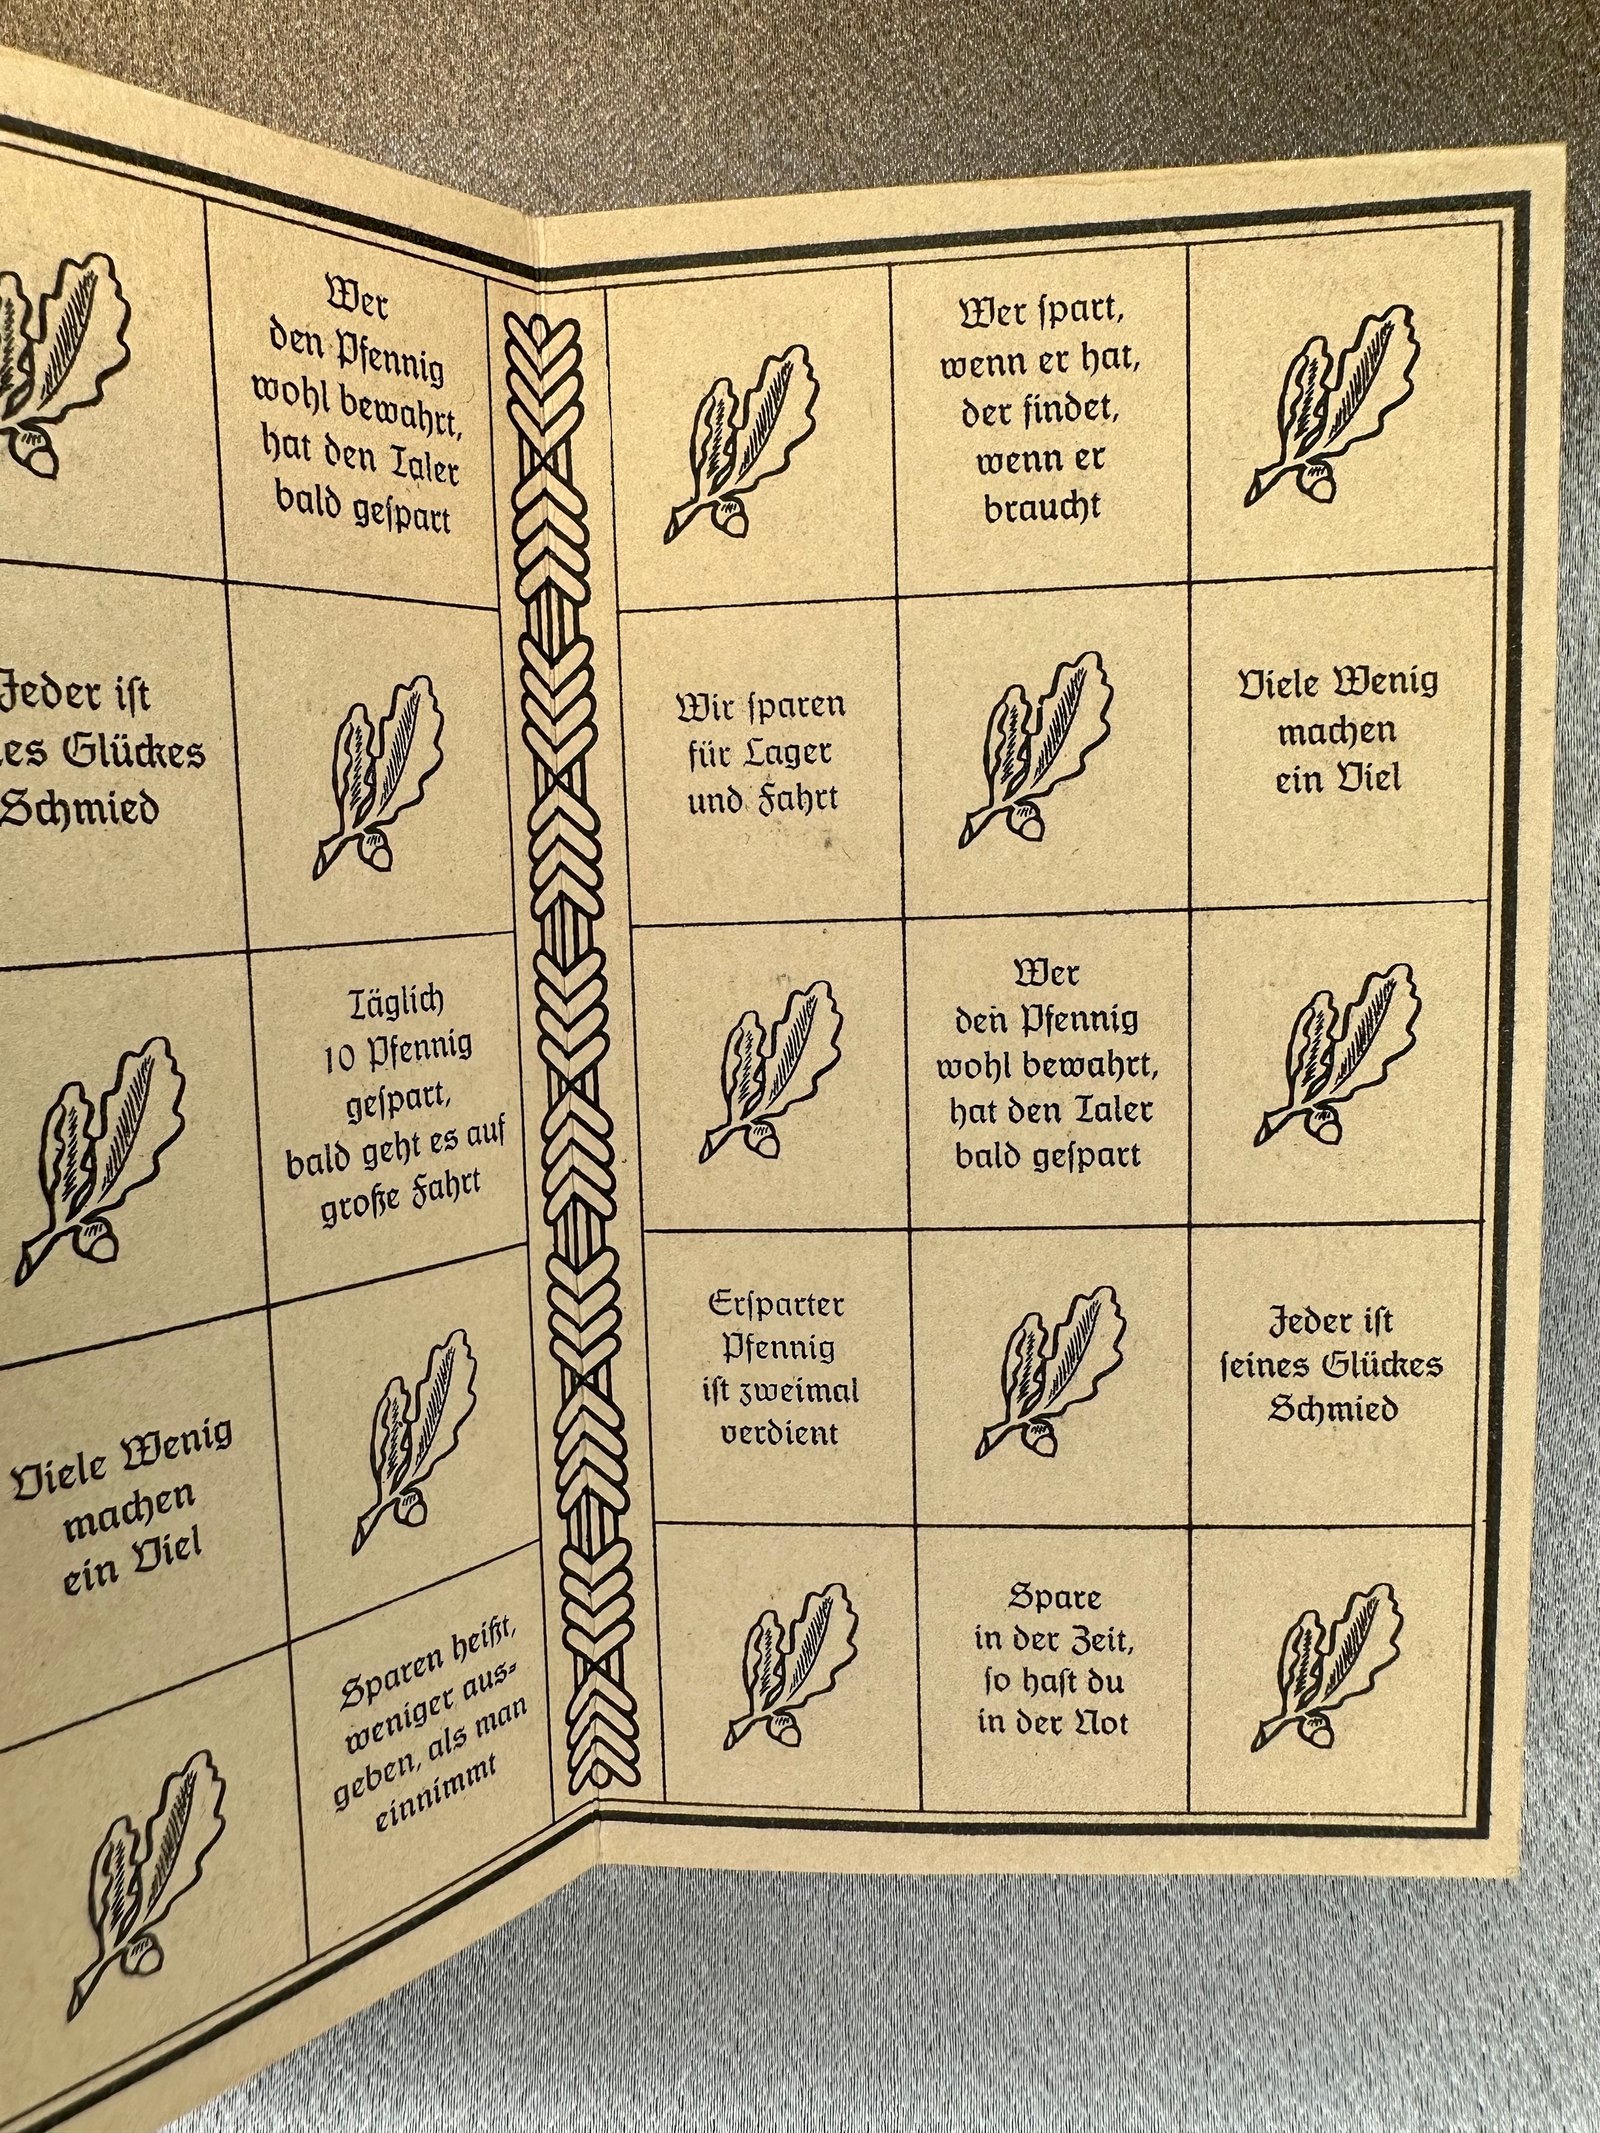 Wer
den Pfennig
wohl bewahrt,
hat den Taler
bald geſpart
Jeder iſt
Glückes
Schmied
Täglich
10 Pfennig
geſpart,
bald geht es auf
große Fahrt
Viele Wenig
machen
ein Viel
Sparen heißt,
weniger aus-
geben, als man
einnimmt
Wer ſpart,
wenn er hat,
der findet,
wenn er
braucht
Wir ſparen
für Lager
und Fahrt
Viele Wenig
machen
ein Viel
Wer
den Pfennig
wohl bewahrt,
hat den Taler
bald geſpart
Erſparter
Pfennig
iſt zweimal
verdient
Jeder iſt
ſeines Glückes
Schmied
Spare
in der Zeit,
ſo haſt du
in der Not